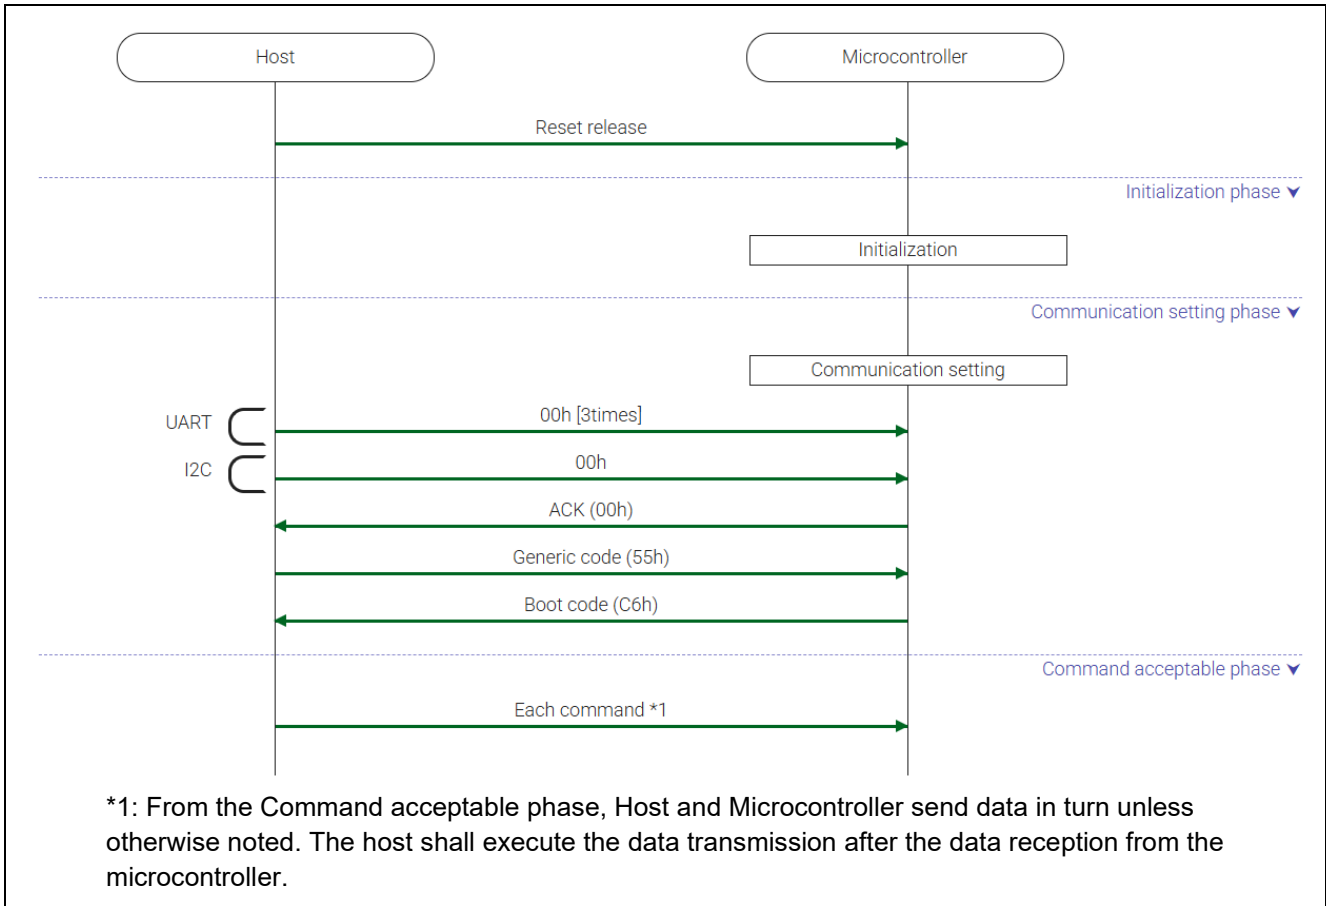 Host
Microcontroller
Reset release
Initialization phase
Initialization
Communication setting phase
Communication setting
UART
00h [3times]
I2C
00h
ACK (00h)
Generic code (55h)
Boot code (C6h)
Command acceptable phase
Each command *1
*1: From the Command acceptable phase, Host and Microcontroller send data in turn unless
otherwise noted. The host shall execute the data transmission after the data reception from the
microcontroller.